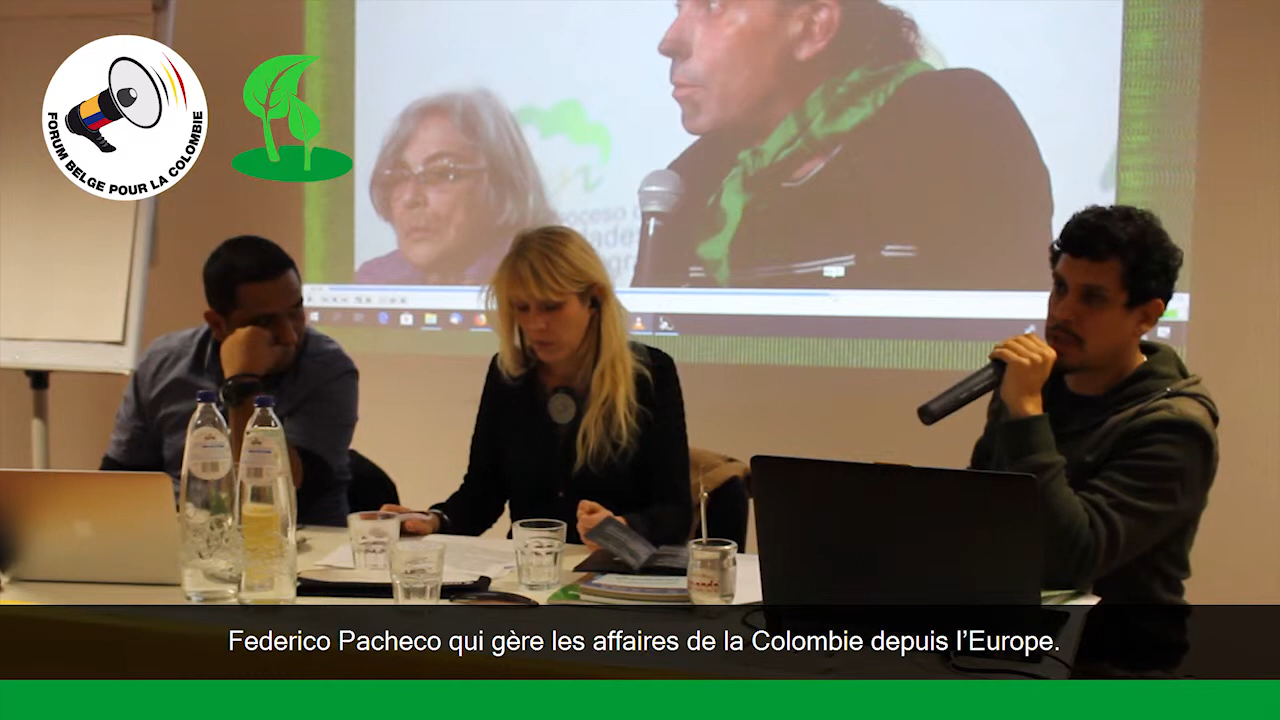 FORUM BELGE POUR LA COLOMBIE
Federico Pacheco qui gère les affaires de la Colombie depuis l’Europe.